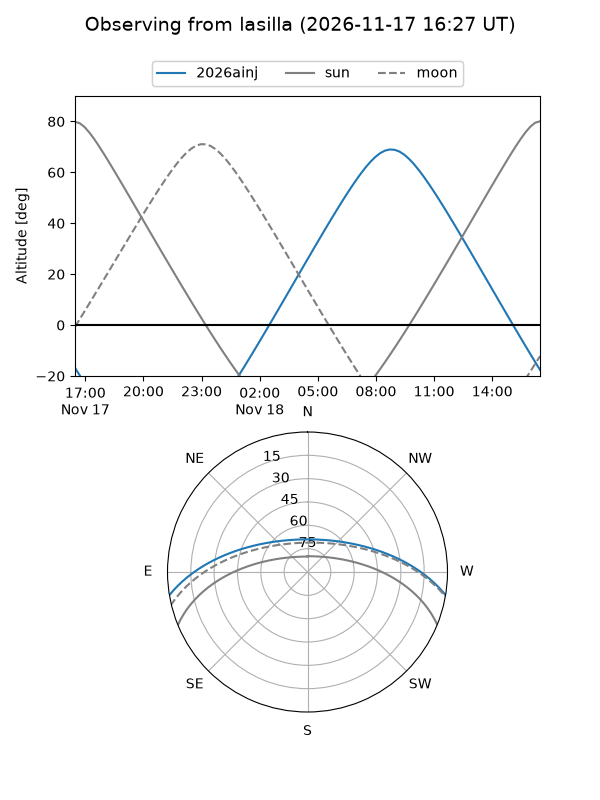 Observing from lasilla (2026-11-17 16:27 UT)
2026ainj sun moon
Altitude [deg]
80
60
40
20
0
−20
17:00 20:00 23:00 02:00 05:00 08:00 11:00 14:00
Nov 17 Nov 18
N
NE NW
15
30
45
60
75
E W
SE SW
S